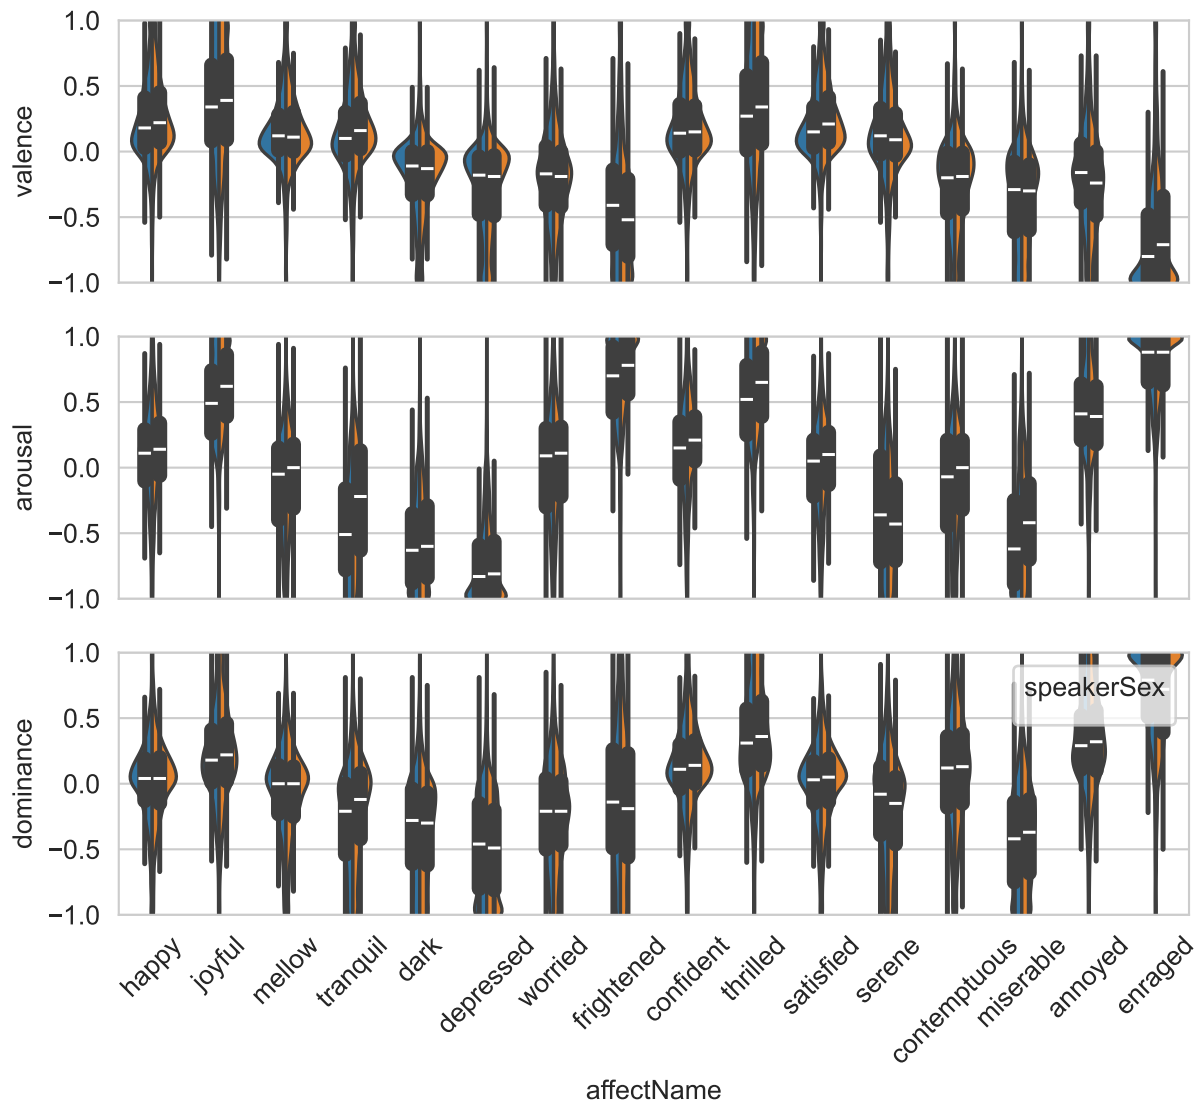 1.0
0.5
0.0
−0.5
−1.0
valence
1.0
0.5
0.0
−0.5
−1.0
arousal
1.0
0.5
0.0
−0.5
−1.0
dominance
speakerSex
happy
joyful
mellow
tranquil
dark
depressed
worried
frightened
confident
thrilled
satisfied
serene
contemptuous
miserable
annoyed
enraged
affectName